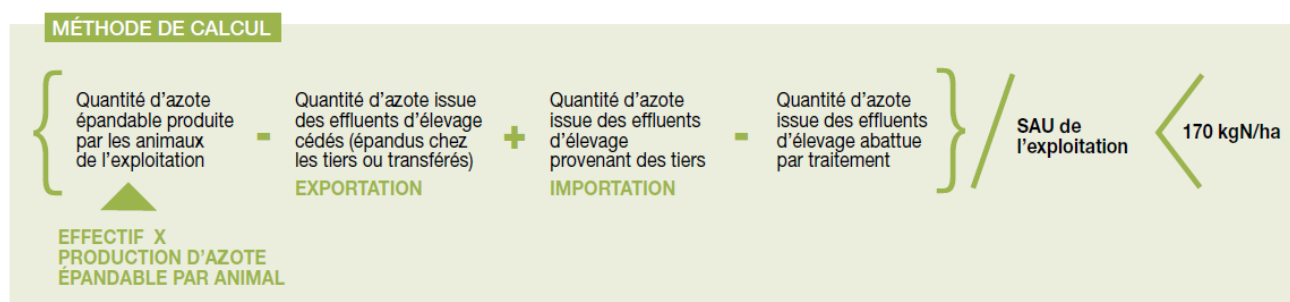 MÉTHODE DE CALCUL
{
Quantité d'azote
épandable produite
par les animaux
de l'exploitation
-
Quantité d'azote issue
des effluents d'élevage
cédés (épandus chez
les tiers ou transférés)
EXPORTATION
+
Quantité d'azote
issue des effluents
d'élevage
provenant des tiers
IMPORTATION
-
Quantité d'azote
issue des effluents
d'élevage abattue
par traitement
}
/
SAU de
l'exploitation
<
170 kgN/ha
EFFECTIF X
PRODUCTION D'AZOTE
ÉPANDABLE PAR ANIMAL